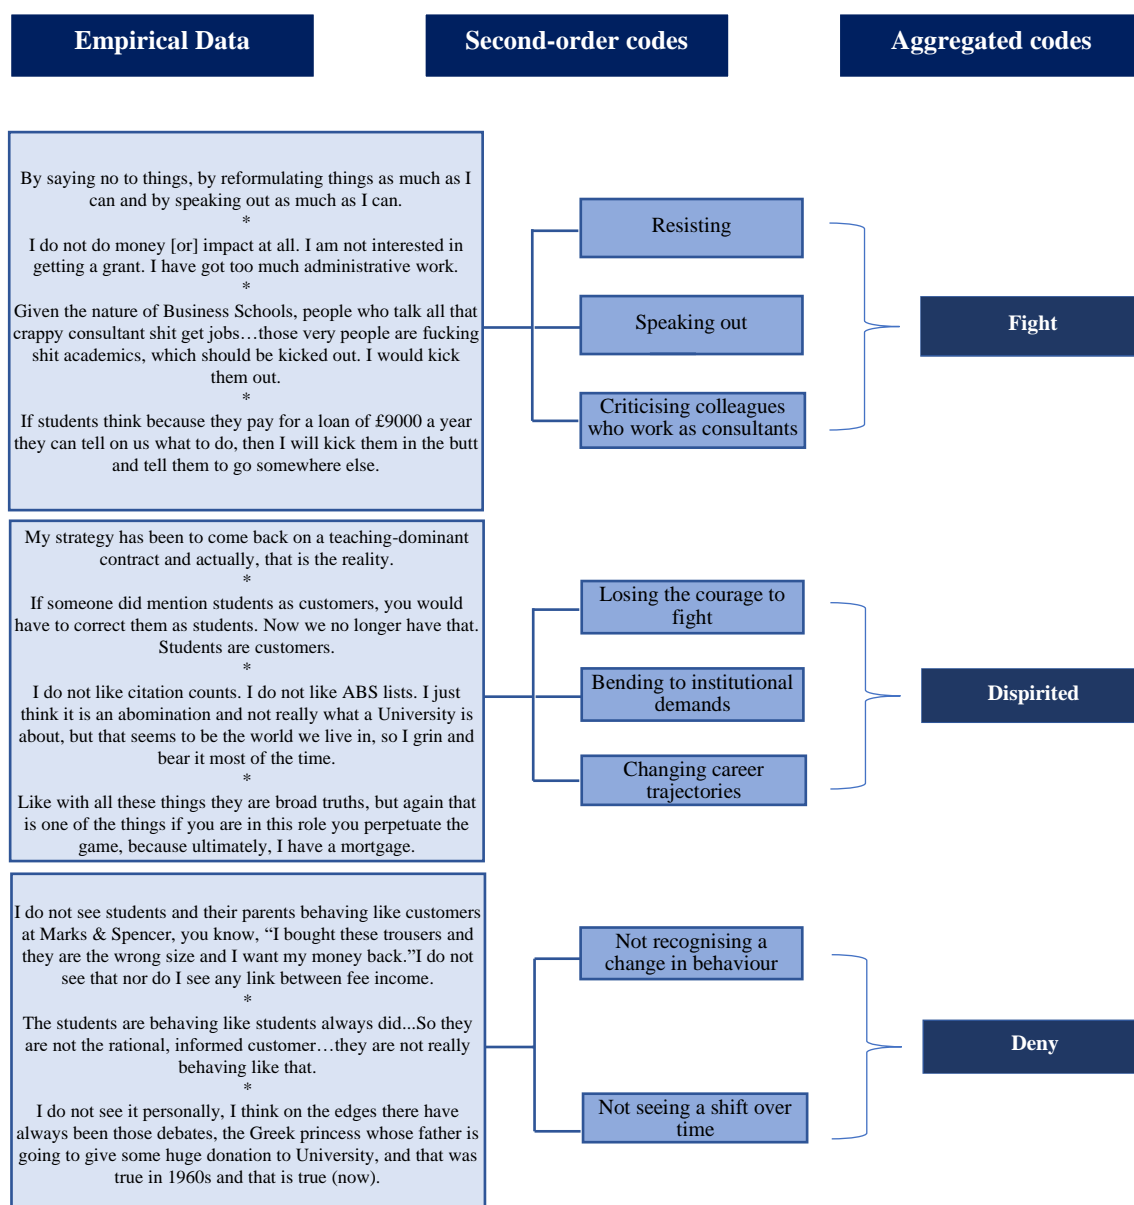 Empirical Data
Second-order codes
Aggregated codes
By saying no to things, by reformulating things as much as I
can and by speaking out as much as I can.
*
I do not do money [or] impact at all. I am not interested in
getting a grant. I have got too much administrative work.
*
Given the nature of Business Schools, people who talk all that
crappy consultant shit get jobs…those very people are fucking
shit academics, which should be kicked out. I would kick
them out.
*
If students think because they pay for a loan of £9000 a year
they can tell on us what to do, then I will kick them in the butt
and tell them to go somewhere else.
Resisting
Speaking out
Criticising colleagues
who work as consultants
Fight
My strategy has been to come back on a teaching-dominant
contract and actually, that is the reality.
*
If someone did mention students as customers, you would
have to correct them as students. Now we no longer have that.
Students are customers.
*
I do not like citation counts. I do not like ABS lists. I just
think it is an abomination and not really what a University is
about, but that seems to be the world we live in, so I grin and
bear it most of the time.
*
Like with all these things they are broad truths, but again that
is one of the things if you are in this role you perpetuate the
game, because ultimately, I have a mortgage.
Losing the courage to
fight
Bending to institutional
demands
Changing career
trajectories
Dispirited
I do not see students and their parents behaving like customers
at Marks & Spencer, you know, “I bought these trousers and
they are the wrong size and I want my money back.”I do not
see that nor do I see any link between fee income.
*
The students are behaving like students always did...So they
are not the rational, informed customer…they are not really
behaving like that.
*
I do not see it personally, I think on the edges there have
always been those debates, the Greek princess whose father is
going to give some huge donation to University, and that was
true in 1960s and that is true (now).
Not recognising a
change in behaviour
Not seeing a shift over
time
Deny